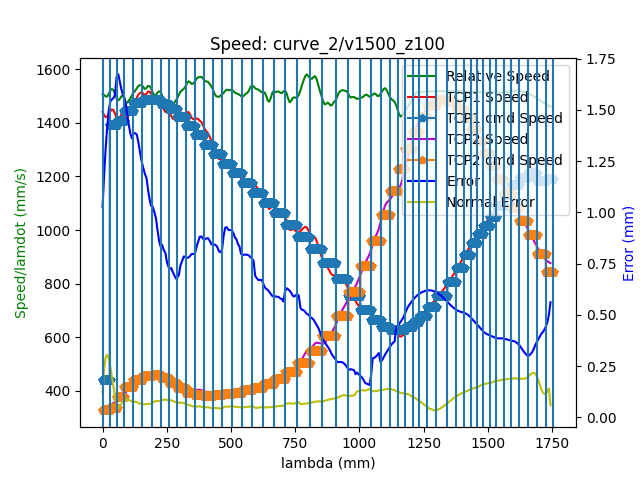 Speed: curve_2/v1500_z100
1600
1400
1200
1000
800
600
400
Speed/lamdot (mm/s)
0
250
500
750
1000
1250
1500
1750
lambda (mm)
1.75
1.50
1.25
1.00
0.75
0.50
0.25
0.00
Error (mm)
Relative Speed
TCP1 Speed
TCP1 cmd Speed
TCP2 Speed
TCP2 cmd Speed
Error
Normal Error